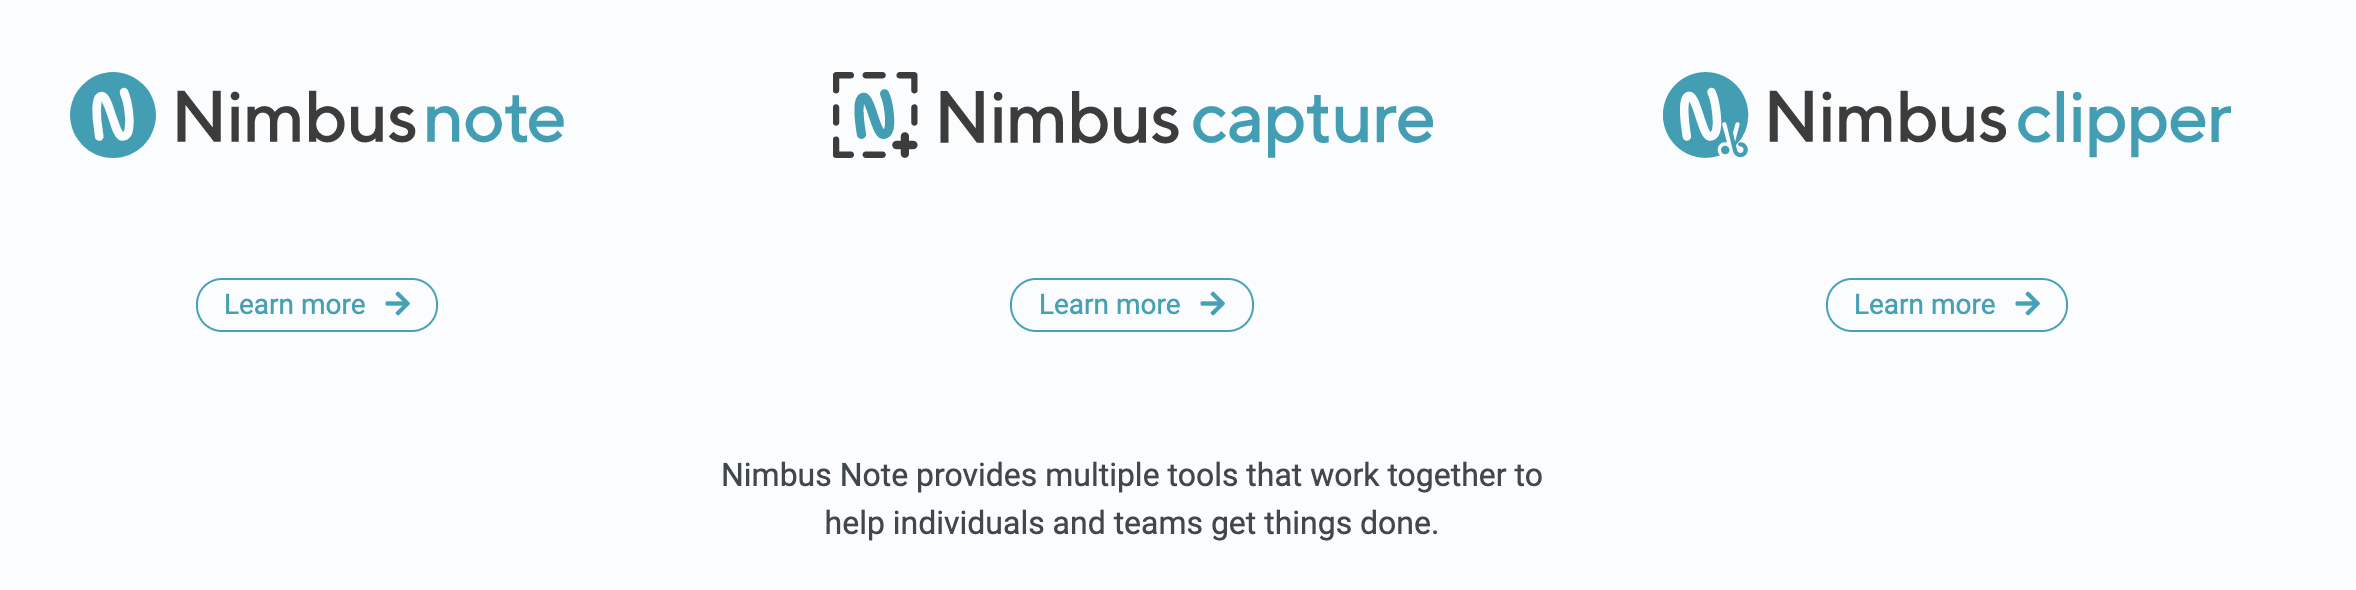 Nimbus note
Nimbus capture
Nimbus clipper
Learn more
Learn more
Learn more
Nimbus Note provides multiple tools that work together to
help individuals and teams get things done.